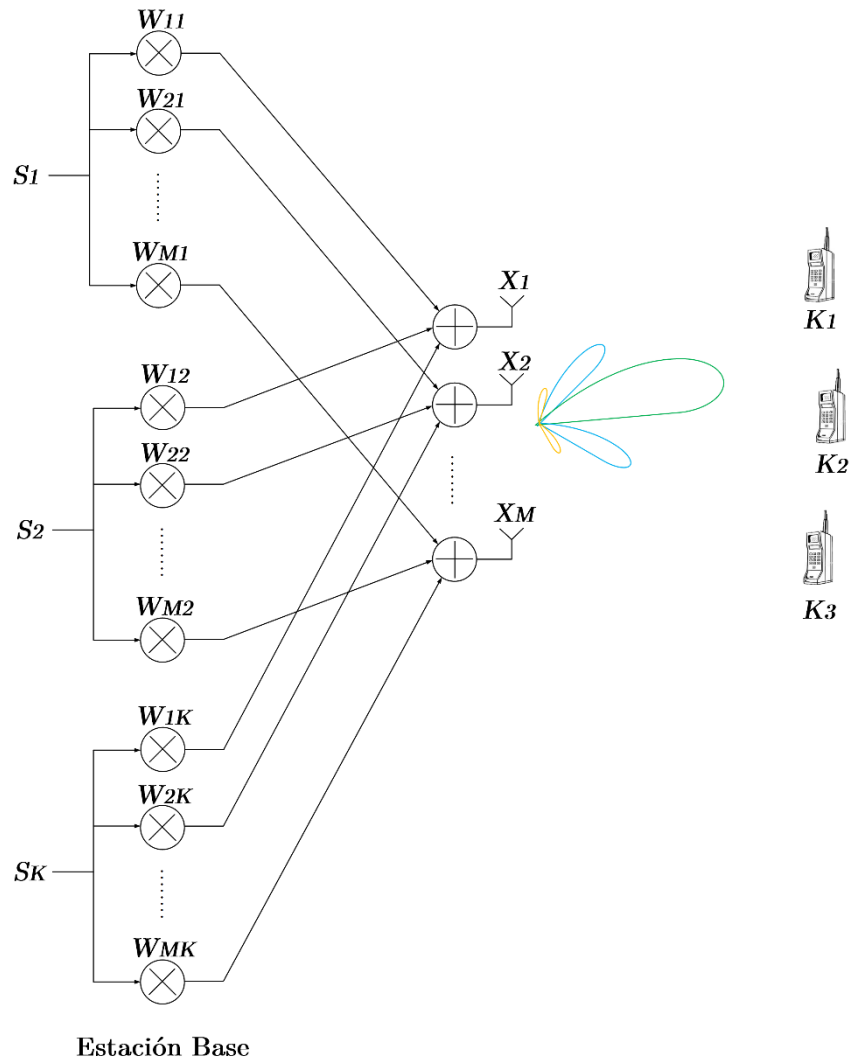 W11
W21
S1
WM1
X1
K1
W12
X2
W22
K2
S2
XM
WM2
K3
W1K
W2K
SK
WMK
Estación Base